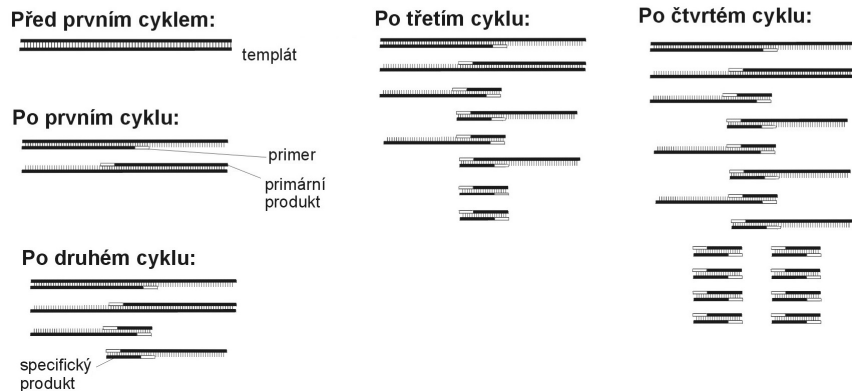 Před prvním cyklem:
templát
Po prvním cyklu:
primer
primární
produkt
Po druhém cyklu:
specifický
produkt
Po třetím cyklu:
Po čtvrtém cyklu: